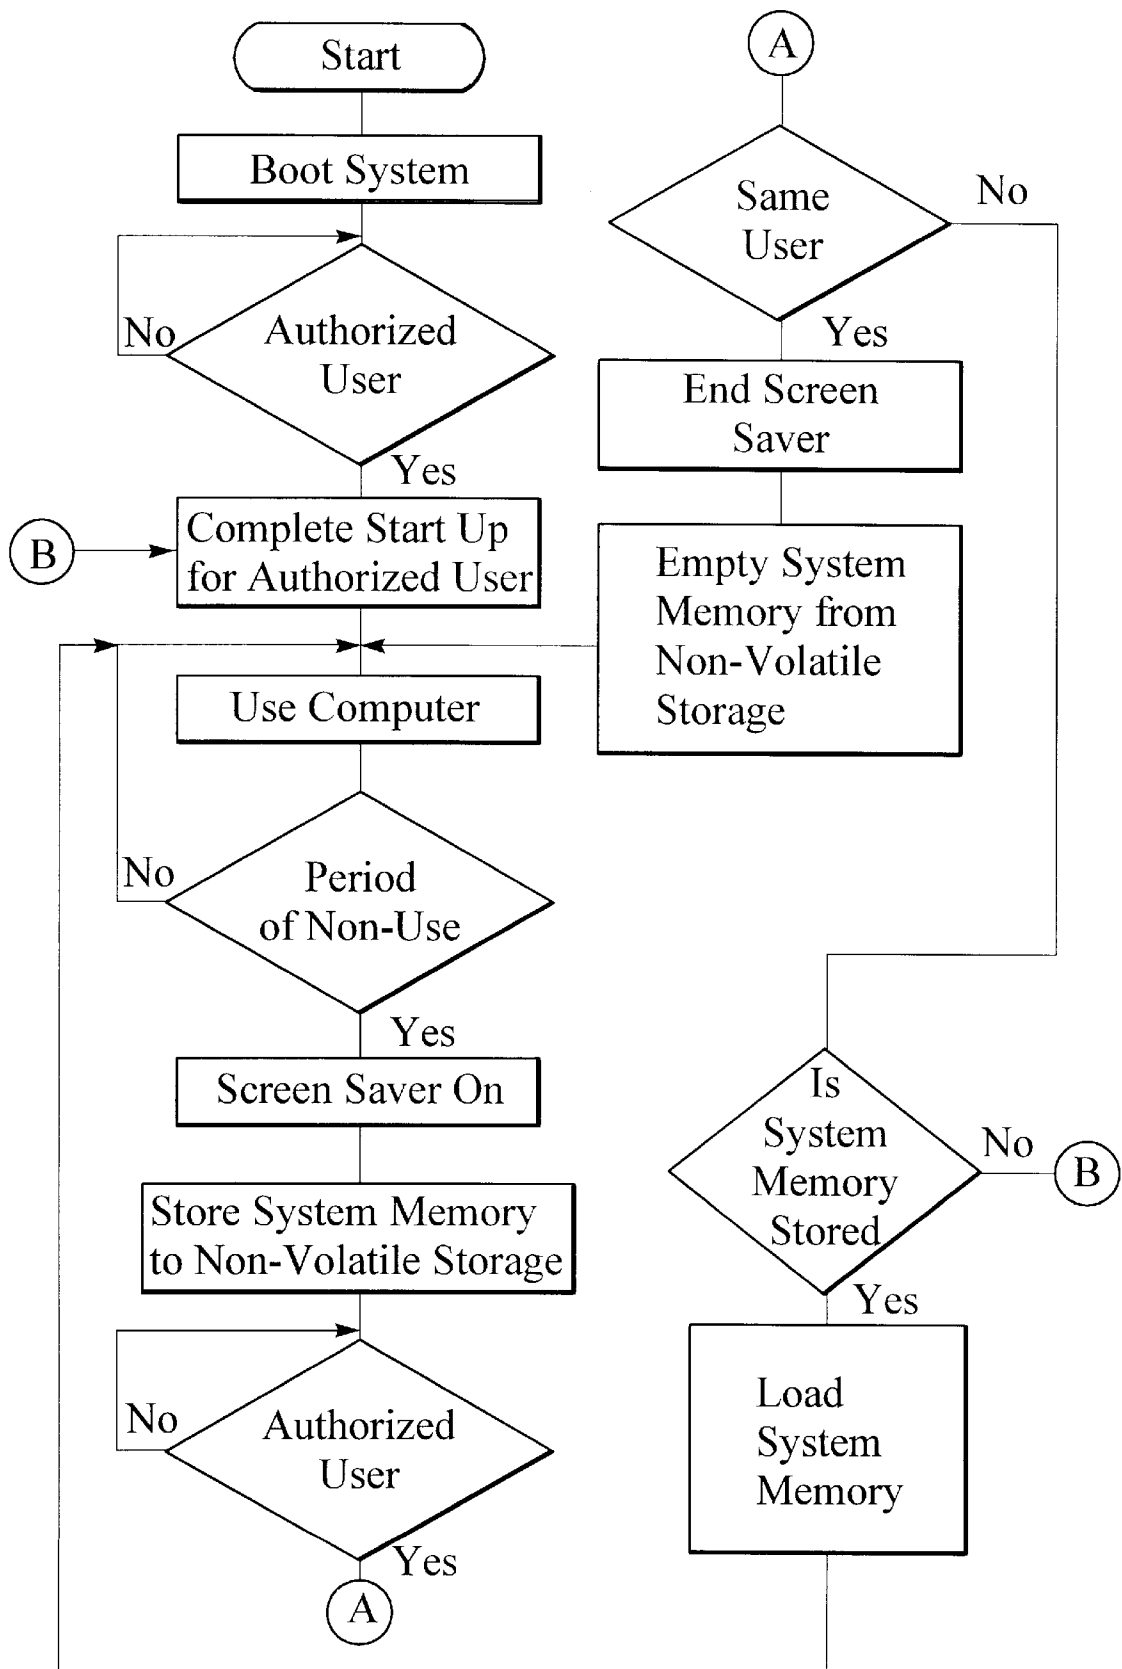 Start
Boot System
No
Authorized
User
Yes
B
Complete Start Up
for Authorized User
Use Computer
No
Period
of Non-Use
Yes
Screen Saver On
Store System Memory
to Non-Volatile Storage
No
Authorized
User
Yes
A
A
Same
User
No
Yes
End Screen
Saver
Empty System
Memory from
Non-Volatile
Storage
Is
System
Memory
Stored
No
B
Yes
Load
System
Memory